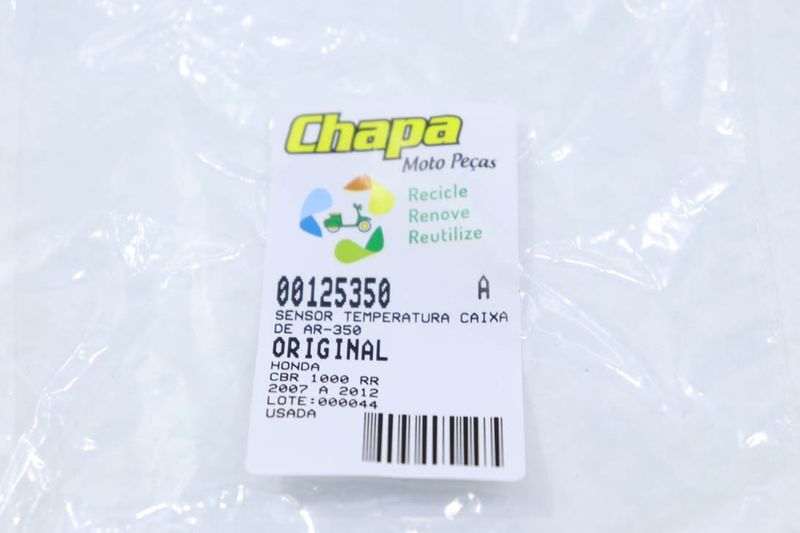 Chapa
Moto Peças
Recicle
Renove
Reutilize
00125350 A
SENSOR TEMPERATURA CAIXA
DE AR-350
ORIGINAL
HONDA
CBR 1000 RR
2007 A 2012
LOTE:000044
USADA